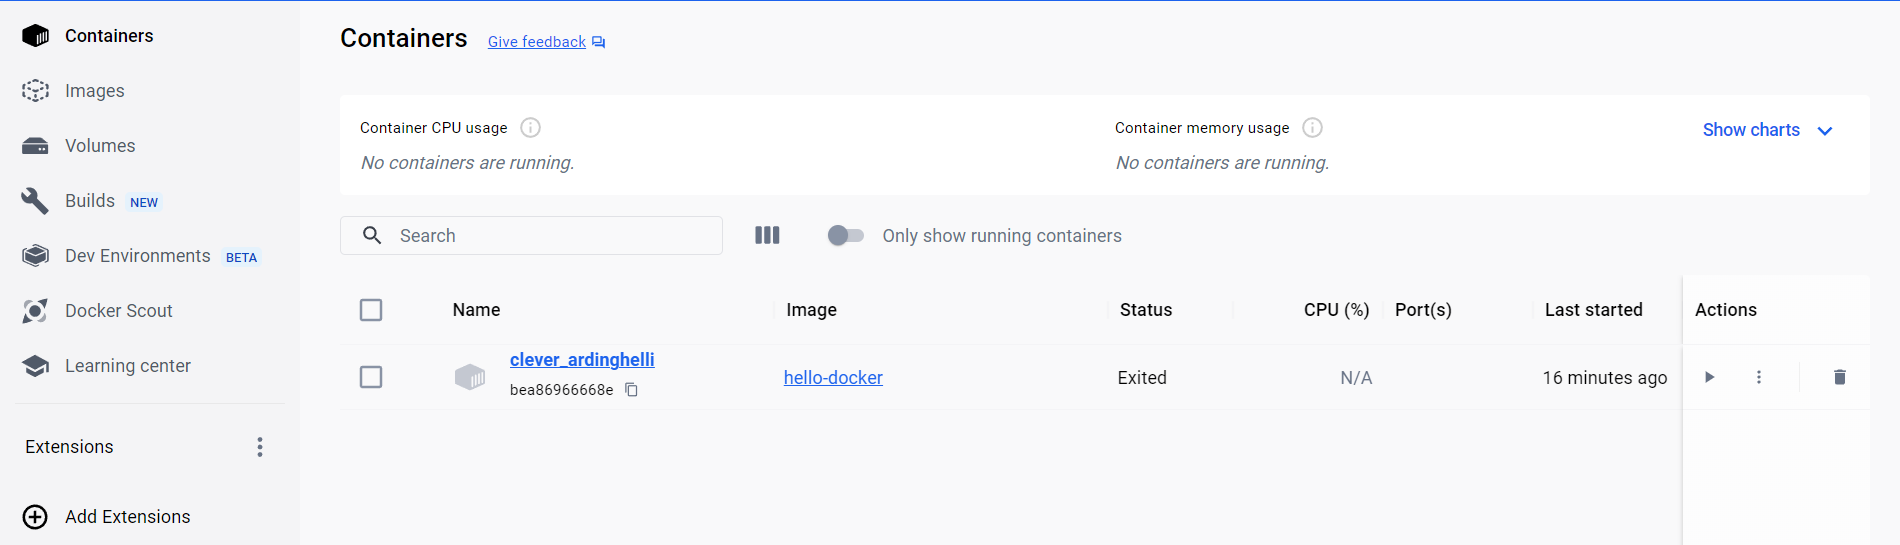 Containers
Images
Volumes
Builds NEW
Dev Environments BETA
Docker Scout
Learning center
Extensions
Add Extensions
Containers Give feedback
Container CPU usage
No containers are running.
Container memory usage
No containers are running.
Show charts
Search
Only show running containers
Name Image Status CPU (%) Port(s) Last started Actions
clever_ardinghelli
bea86966668e
hello-docker Exited N/A 16 minutes ago